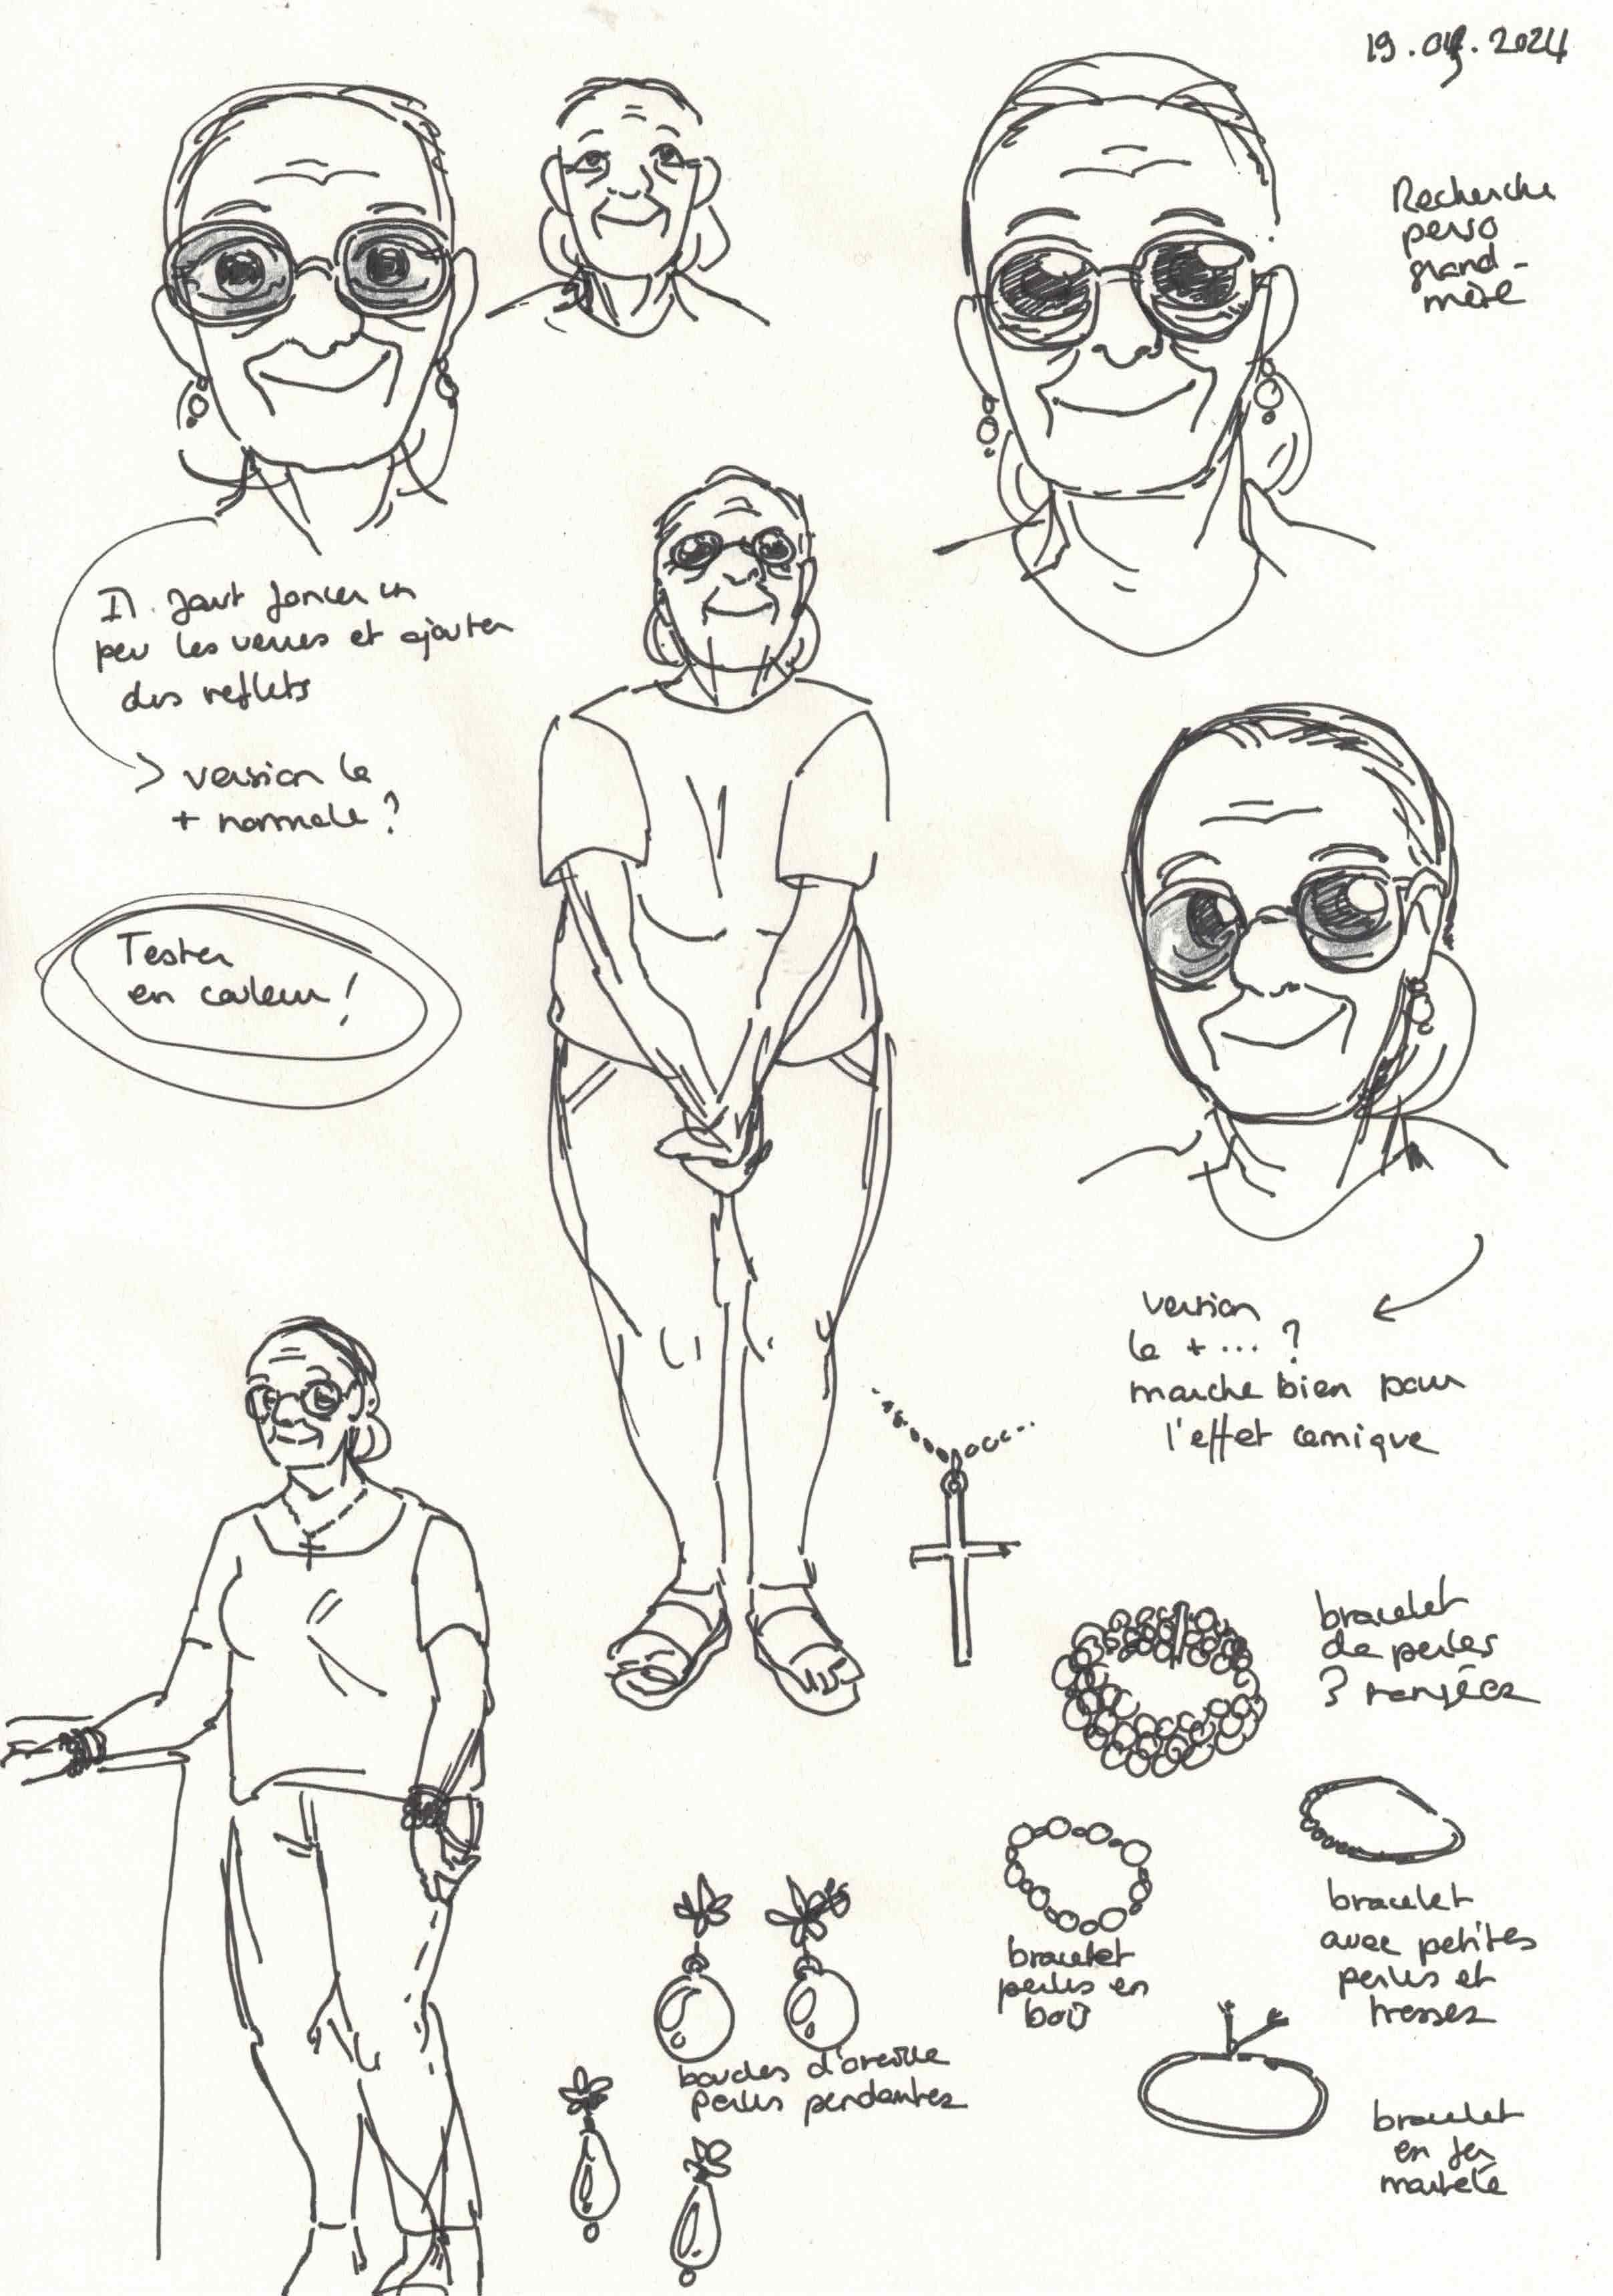 19.04.2024
Recherche
perso
grand-
mère
Il faut foncer un
peu les verres et ajouter
des reflets
> version la
+ normale ?
Tester
en couleur !
version
la + ... ?
marche bien pour
l'effet comique
bracelet
de perles
3 rangées
bracelet
perles en
bois
bracelet
avec petites
perles et
tresses
boucles d'oreille
perles pendantes
bracelet
en fer
martelé